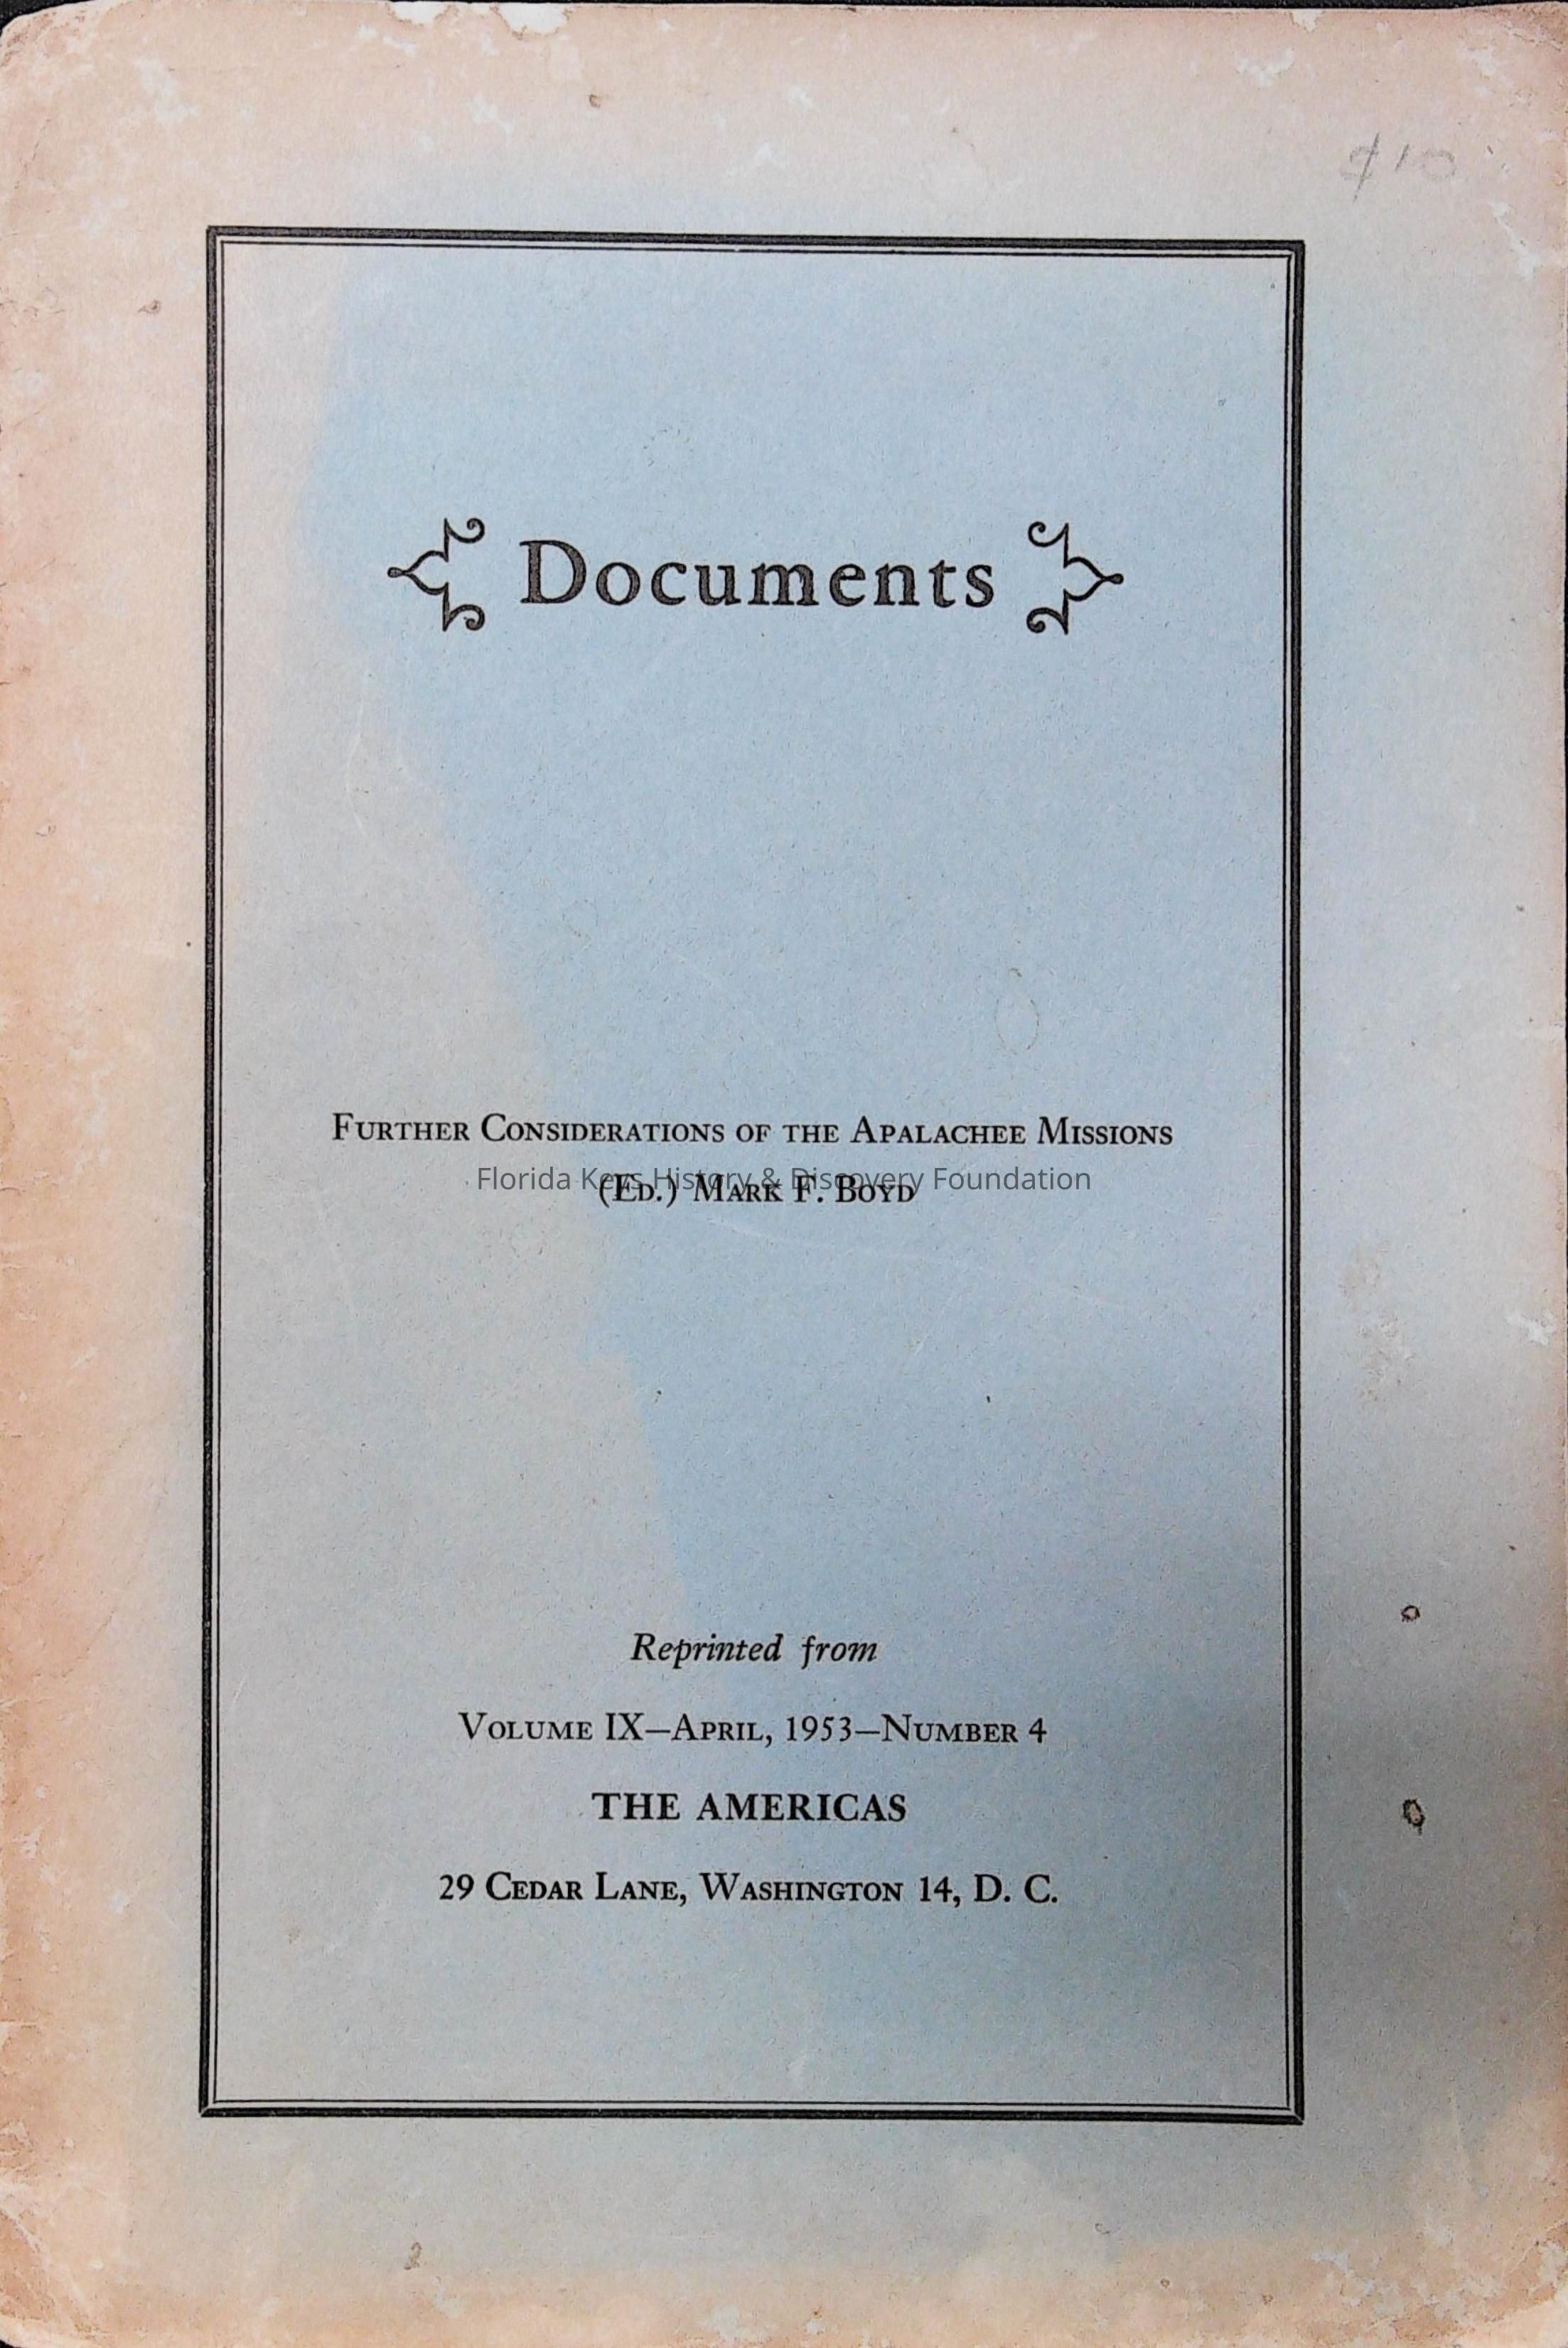 $10
Documents
Further Considerations of the Apalachee Missions
Florida Keys History & Discovery Foundation
(Ed.) Mark F. Boyd
Reprinted from
Volume IX—April, 1953—Number 4
THE AMERICAS
29 Cedar Lane, Washington 14, D. C.